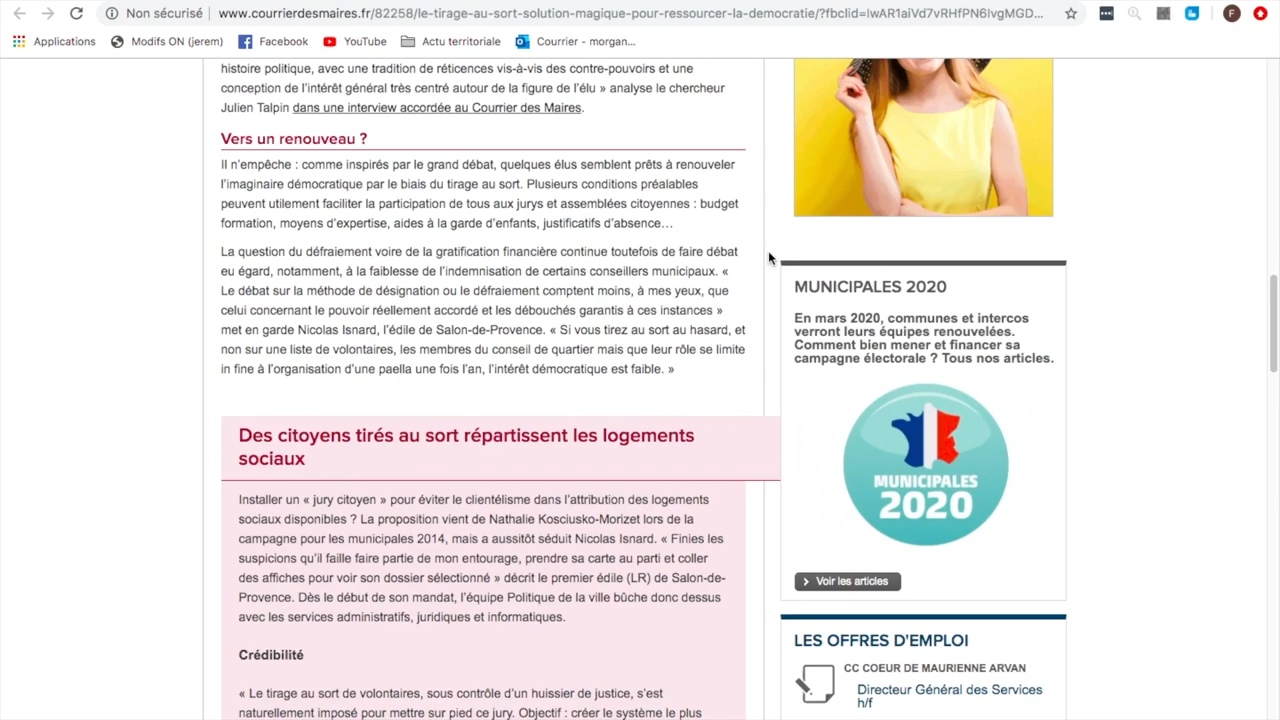 Non sécurisé
www.courrierdesmaires.fr/82258/le-tirage-au-sort-solution-magique-pour-ressourcer-la-democratie/?fbclid=IwAR1aiVd7vRHfPN6IvgMGD...
F
Applications
Modifs ON (jerem)
Facebook
YouTube
Actu territoriale
Courrier - morgan...
histoire politique, avec une tradition de réticences vis-à-vis des contre-pouvoirs et une
conception de l'intérêt général très centré autour de la figure de l'élu » analyse le chercheur
Julien Talpin dans une interview accordée au Courrier des Maires.
Vers un renouveau ?
Il n'empêche : comme inspirés par le grand débat, quelques élus semblent prêts à renouveler
l'imaginaire démocratique par le biais du tirage au sort. Plusieurs conditions préalables
peuvent utilement faciliter la participation de tous aux jurys et assemblées citoyennes : budget
formation, moyens d'expertise, aides à la garde d'enfants, justificatifs d'absence…
La question du défraiement voire de la gratification financière continue toutefois de faire débat
eu égard, notamment, à la faiblesse de l'indemnisation de certains conseillers municipaux. «
Le débat sur la méthode de désignation ou le défraiement comptent moins, à mes yeux, que
celui concernant le pouvoir réellement accordé et les débouchés garantis à ces instances »
met en garde Nicolas Isnard, l'édile de Salon-de-Provence. « Si vous tirez au sort au hasard, et
non sur une liste de volontaires, les membres du conseil de quartier mais que leur rôle se limite
in fine à l'organisation d'une paella une fois l'an, l'intérêt démocratique est faible. »
Des citoyens tirés au sort répartissent les logements
sociaux
Installer un « jury citoyen » pour éviter le clientélisme dans l'attribution des logements
sociaux disponibles ? La proposition vient de Nathalie Kosciusko-Morizet lors de la
campagne pour les municipales 2014, mais a aussitôt séduit Nicolas Isnard. « Finies les
suspicions qu'il faille faire partie de mon entourage, prendre sa carte au parti et coller
des affiches pour voir son dossier sélectionné » décrit le premier édile (LR) de Salon-de-
Provence. Dès le début de son mandat, l'équipe Politique de la ville bûche donc dessus
avec les services administratifs, juridiques et informatiques.
Crédibilité
« Le tirage au sort de volontaires, sous contrôle d'un huissier de justice, s'est
naturellement imposé pour mettre sur pied ce jury. Objectif : créer le système le plus
MUNICIPALES 2020
En mars 2020, communes et intercos
verront leurs équipes renouvelées.
Comment bien mener et financer sa
campagne électorale ? Tous nos articles.
MUNICIPALES
2020
Voir les articles
LES OFFRES D'EMPLOI
CC COEUR DE MAURIENNE ARVAN
Directeur Général des Services
h/f